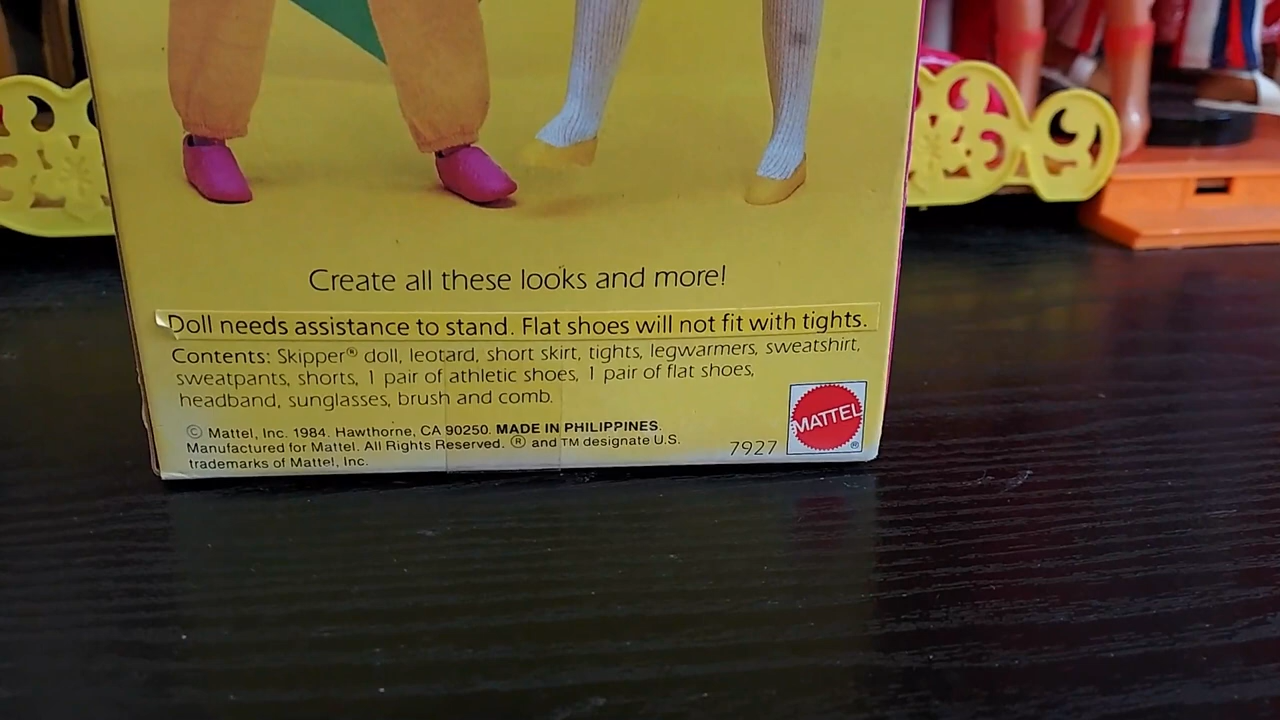 Create all these looks and more!
Doll needs assistance to stand. Flat shoes will not fit with tights.
Contents: Skipper® doll, leotard, short skirt, tights, legwarmers, sweatshirt,
sweatpants, shorts, 1 pair of athletic shoes, 1 pair of flat shoes,
headband, sunglasses, brush and comb.
© Mattel, Inc. 1984. Hawthorne, CA 90250. MADE IN PHILIPPINES.
Manufactured for Mattel. All Rights Reserved. ® and TM designate U.S.
trademarks of Mattel, Inc.
7927
MATTEL®